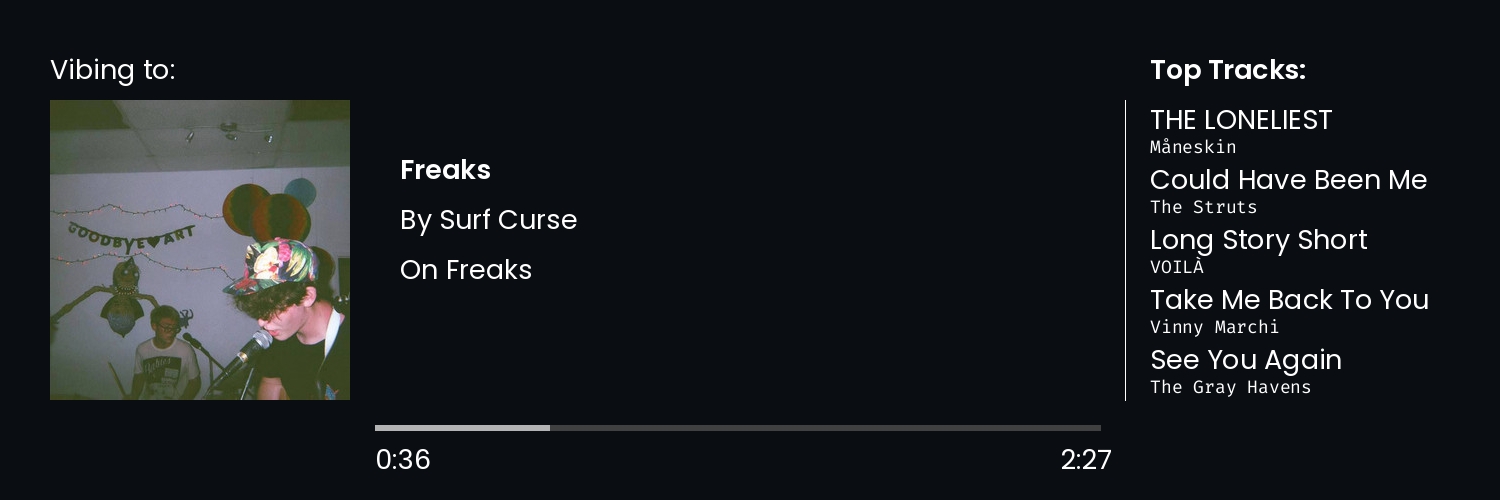 Vibing to:
GOODBYE♥ART
Freaks
By Surf Curse
On Freaks
0:36
2:27
Top Tracks:
THE LONELIEST
Måneskin
Could Have Been Me
The Struts
Long Story Short
VOILÀ
Take Me Back To You
Vinny Marchi
See You Again
The Gray Havens